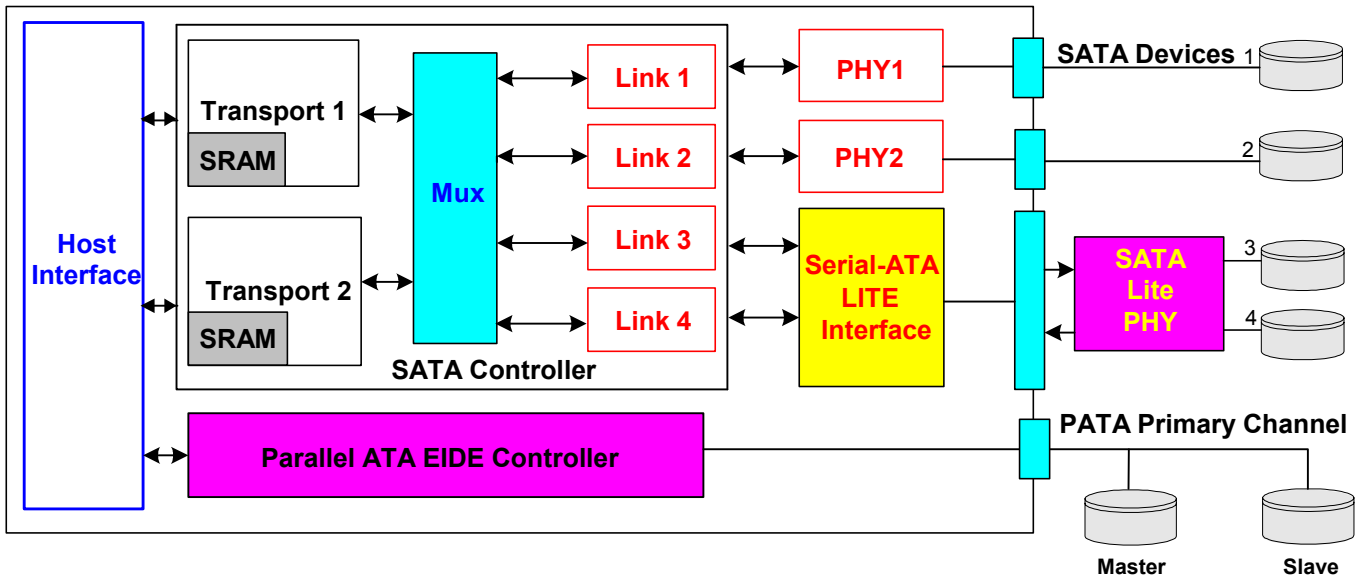 Host
Interface
Transport 1
SRAM
Transport 2
SRAM
Mux
Link 1
Link 2
Link 3
Link 4
SATA Controller
PHY1
PHY2
Serial-ATA
LITE
Interface
SATA Devices
1
2
3
4
SATA
Lite
PHY
Parallel ATA EIDE Controller
PATA Primary Channel
Master
Slave